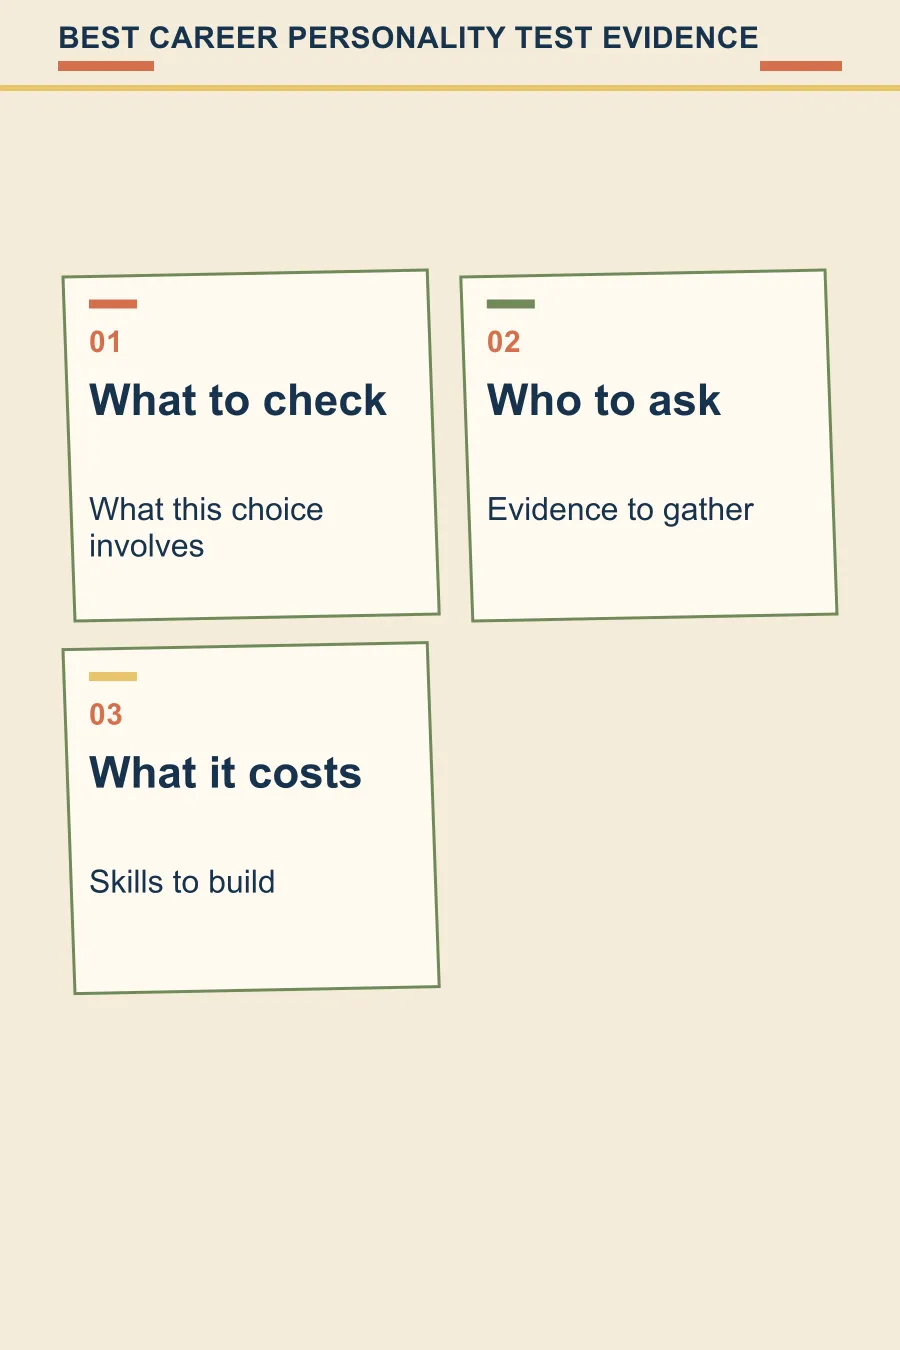 BEST CAREER PERSONALITY TEST EVIDENCE
01
What to check
What this choice
involves
02
Who to ask
Evidence to gather
03
What it costs
Skills to build